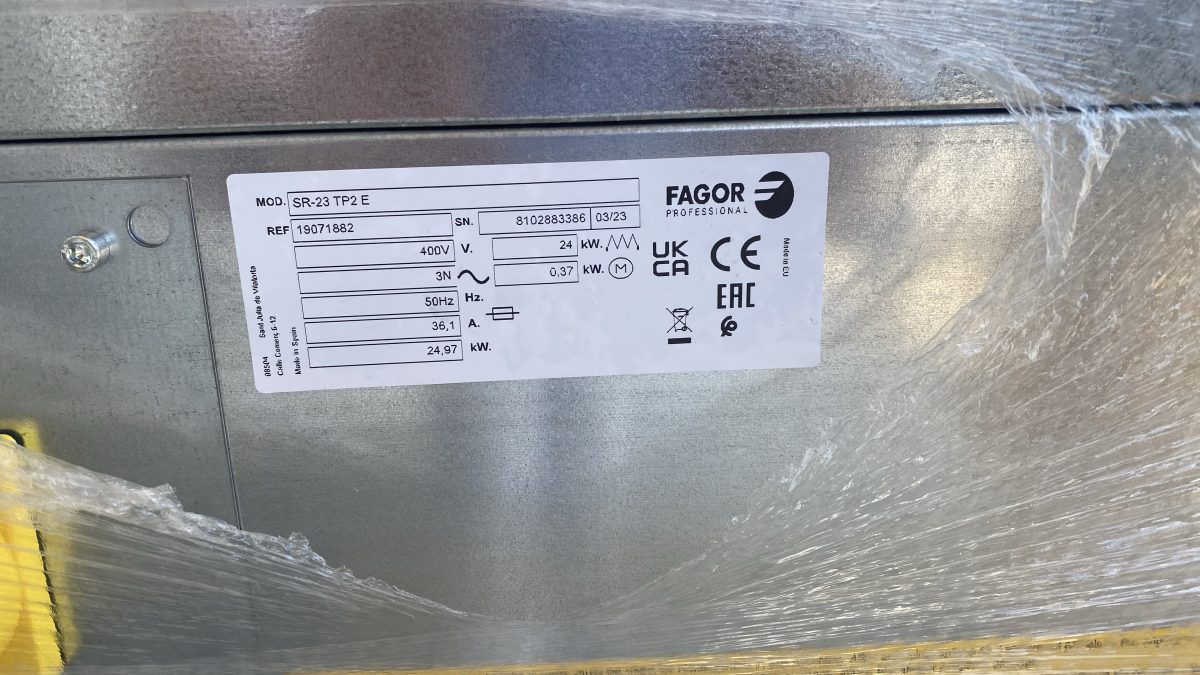 MOD. SR-23 TP2 E
REF 19071882 SN. 8102883386 03/23
400V V. 24 kW.
3N 0,37 kW. M
50Hz Hz.
36,1 A.
24,97 kW.
FAGOR
PROFESSIONAL
UK
CA
CE
EAC
Made in EU
08504 Sant Julia de Vilatorta
Calle Comerç 6-12
Made in Spain